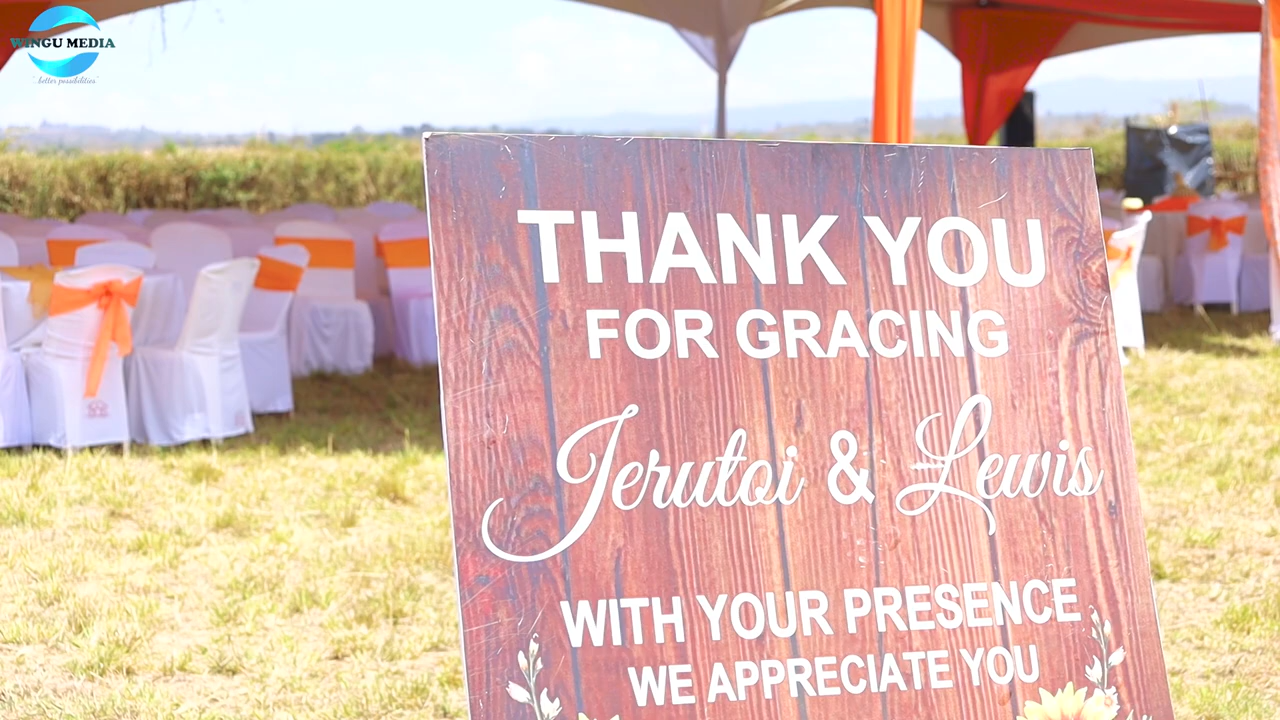 WINGU MEDIA
"better possibilities"
THANK YOU
FOR GRACING
Jerutoi & Lewis
WITH YOUR PRESENCE
WE APPRECIATE YOU